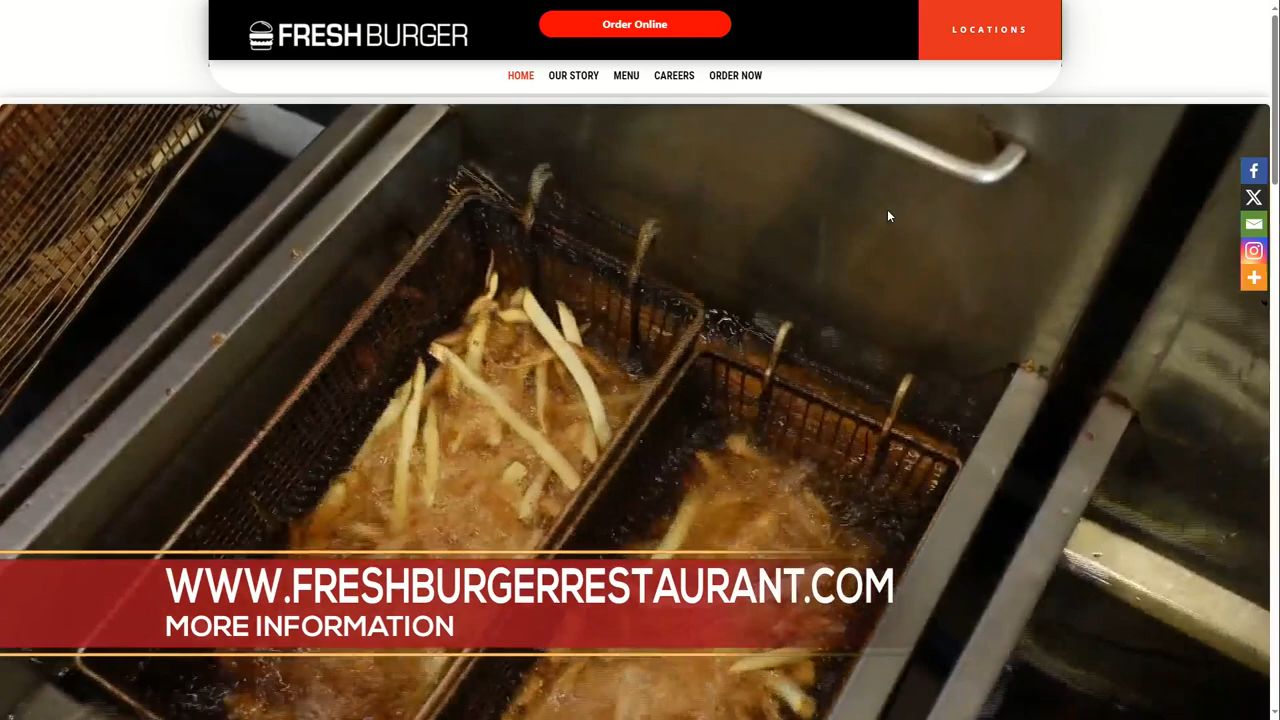 FRESH BURGER
Order Online
LOCATIONS
HOME OUR STORY MENU CAREERS ORDER NOW
WWW.FRESHBURGERRESTAURANT.COM
MORE INFORMATION